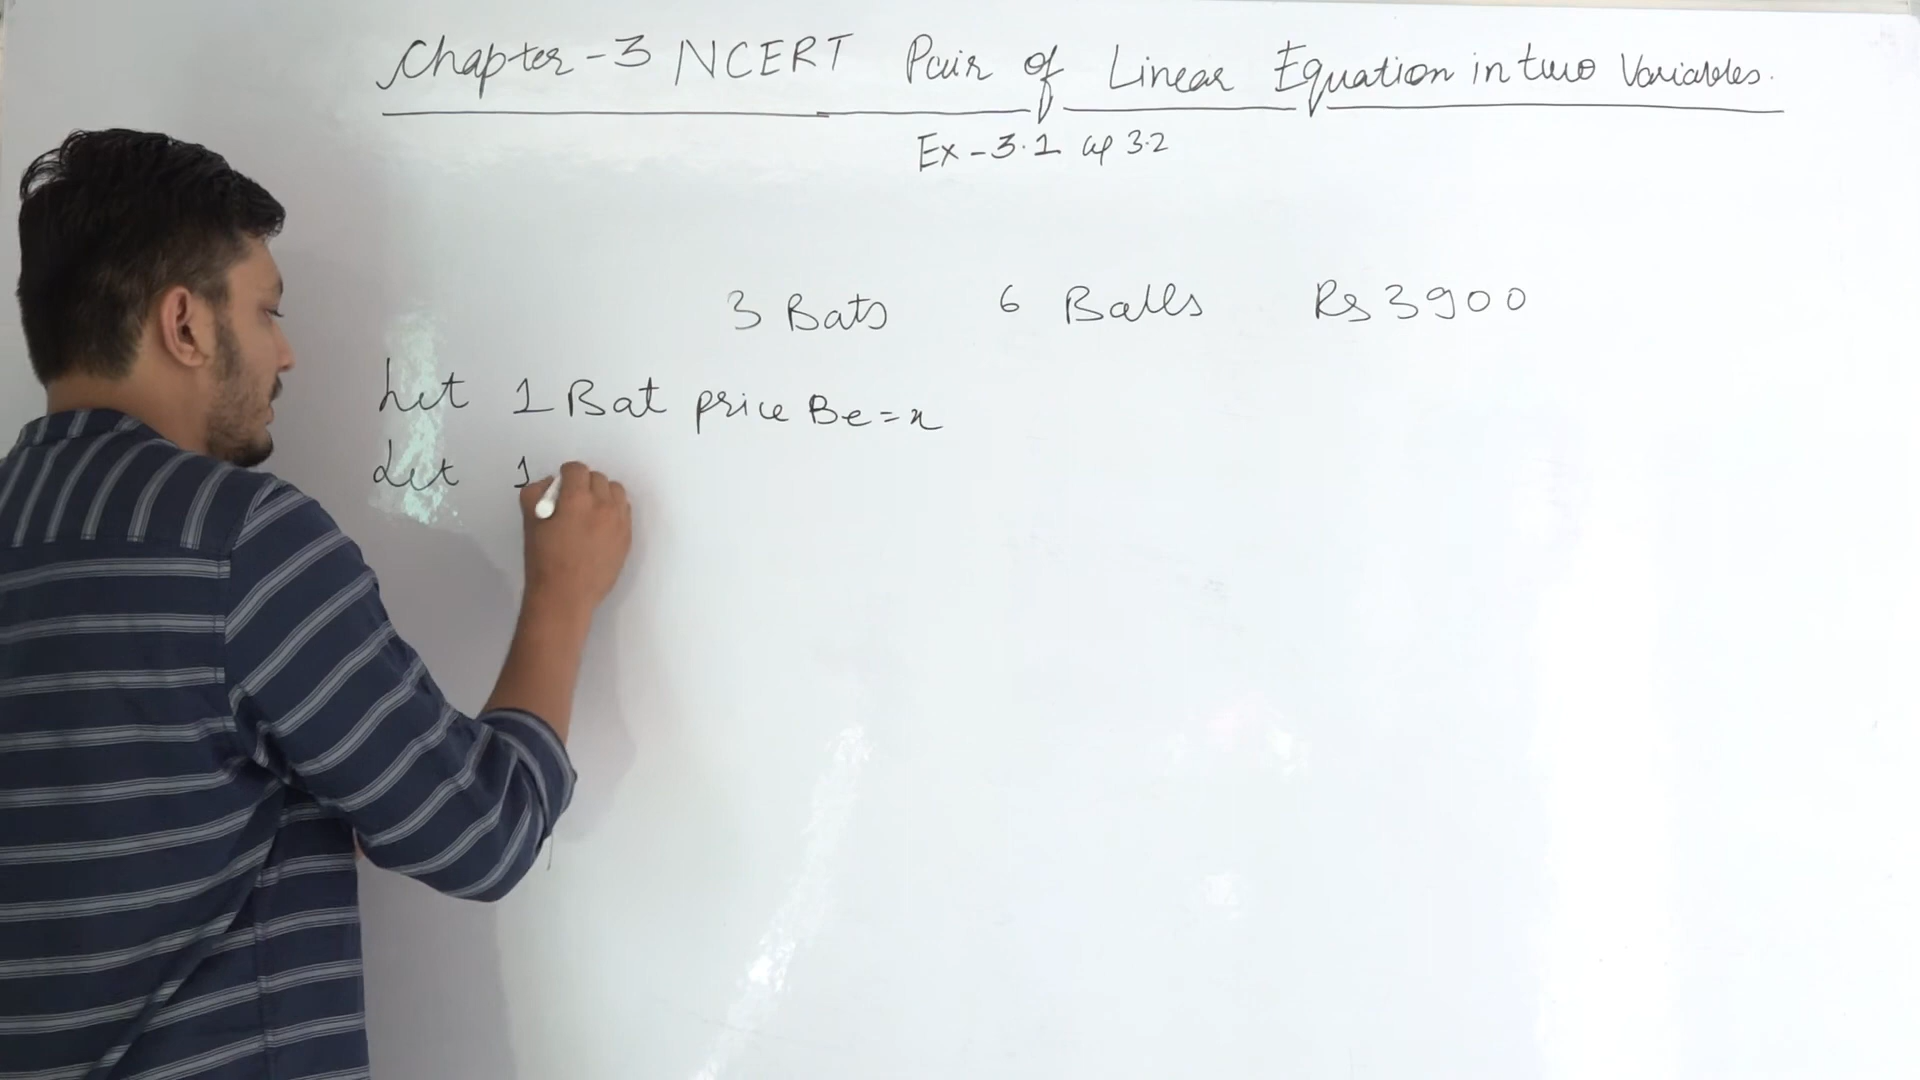 Chapter-3 NCERT Pair of Linear Equation in two Variables.
Ex-3.1 & 3.2
3 Bats 6 Balls Rs 3900
Let 1 Bat price Be = x
Let 1